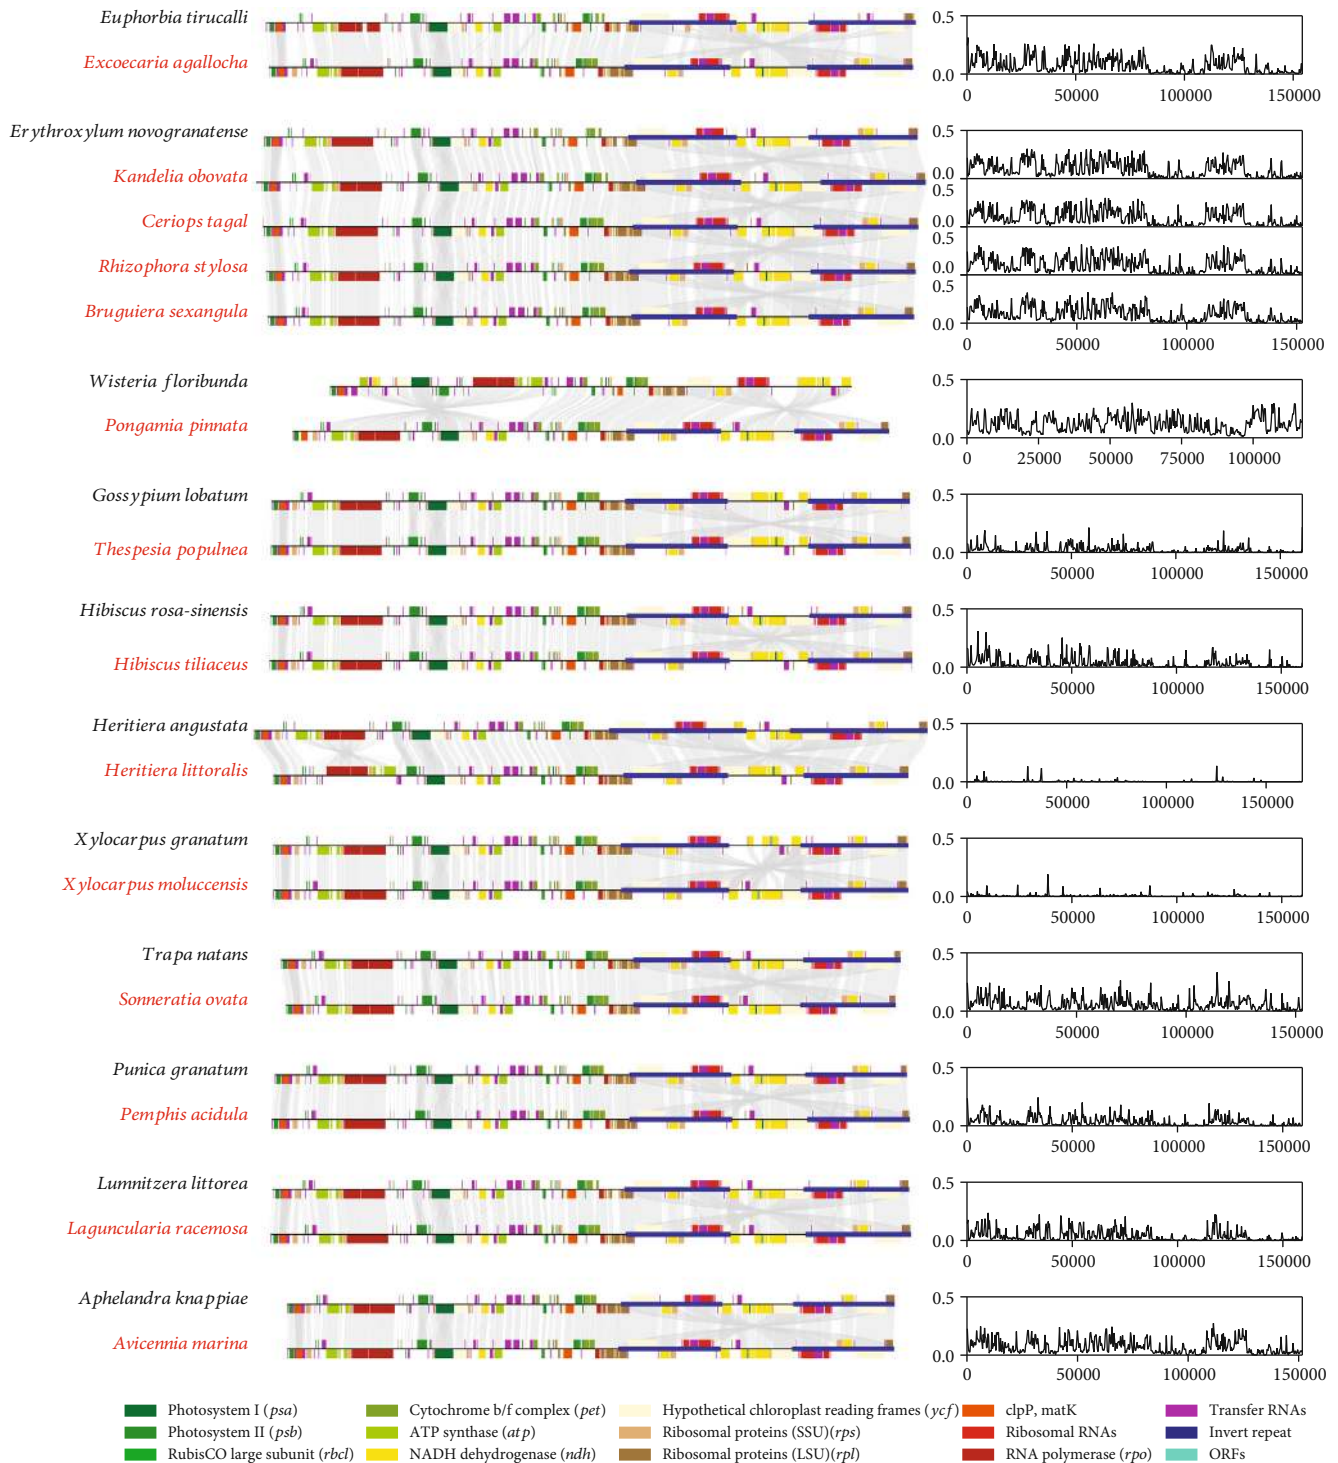 Euphorbia tirucalli
Excoecaria agallocha
0.5
0.0
0 50000 100000 150000
Erythroxylum novogranatense
Kandelia obovata
Ceriops tagal
Rhizophora stylosa
Bruguiera sexangula
0.5
0.0
0.5
0.0
0.5
0.0
0.5
0.0
0 50000 100000 150000
Wisteria floribunda
Pongamia pinnata
0.5
0.0
0 25000 50000 75000 100000
Gossypium lobatum
Thespesia populnea
0.5
0.0
0 50000 100000 150000
Hibiscus rosa-sinensis
Hibiscus tiliaceus
0.5
0.0
0 50000 100000 150000
Heritiera angustata
Heritiera littoralis
0.5
0.0
0 50000 100000 150000
Xylocarpus granatum
Xylocarpus moluccensis
0.5
0.0
0 50000 100000 150000
Trapa natans
Sonneratia ovata
0.5
0.0
0 50000 100000 150000
Punica granatum
Pemphis acidula
0.5
0.0
0 50000 100000 150000
Lumnitzera littorea
Laguncularia racemosa
0.5
0.0
0 50000 100000 150000
Aphelandra knappiae
Avicennia marina
0.5
0.0
0 50000 100000 150000
Photosystem I (psa)
Photosystem II (psb)
RubisCO large subunit (rbcl)
Cytochrome b/f complex (pet)
ATP synthase (atp)
NADH dehydrogenase (ndh)
Hypothetical chloroplast reading frames (ycf)
Ribosomal proteins (SSU)(rps)
Ribosomal proteins (LSU)(rpl)
clpP, matK
Ribosomal RNAs
RNA polymerase (rpo)
Transfer RNAs
Invert repeat
ORFs